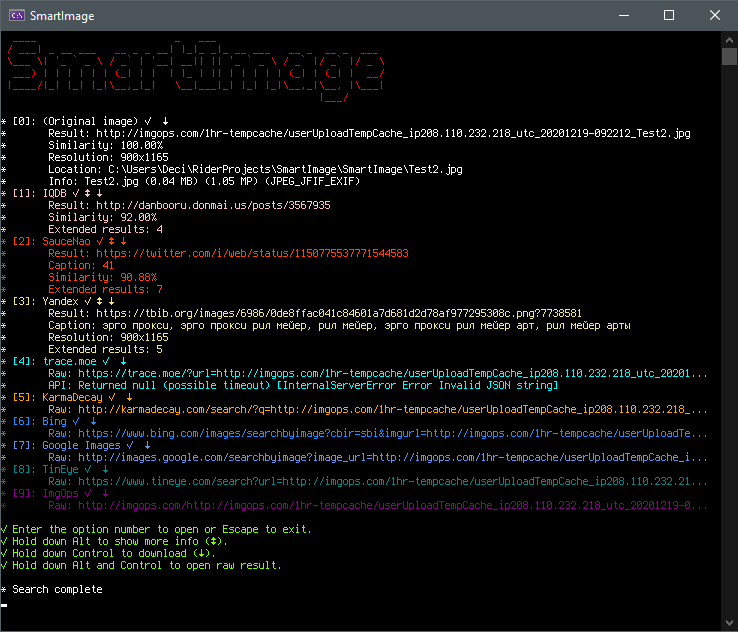 SmartImage
SmartImage
* [0]: (Original image) √ ↓
* Result: http://imgops.com/1hr-tempcache/userUploadTempCache_ip208.110.232.218_utc_20201219-092212_Test2.jpg
* Similarity: 100.00%
* Resolution: 900x1165
* Location: C:\Users\Deci\RiderProjects\SmartImage\SmartImage\Test2.jpg
* Info: Test2.jpg (0.04 MB) (1.05 MP) (JPEG_JFIF_EXIF)
* [1]: IQDB √ ↕ ↓
* Result: http://danbooru.donmai.us/posts/3567935
* Similarity: 92.00%
* Extended results: 4
* [2]: SauceNao √ ↕ ↓
* Result: https://twitter.com/i/web/status/1150775537771544583
* Caption: 41
* Similarity: 90.88%
* Extended results: 7
* [3]: Yandex √ ↕ ↓
* Result: https://tbib.org/images/6986/0de8ffac041c84601a7d681d2d78af977295308c.png?7738581
* Caption: эрго прокси, эрго прокси рил мейер, рил мейер, эрго прокси рил мейер арт, рил мейер арты
* Resolution: 900x1165
* Extended results: 5
* [4]: trace.moe √ ↓
* Raw: https://trace.moe/?url=http://imgops.com/1hr-tempcache/userUploadTempCache_ip208.110.232.218_utc_20201...
* API: Returned null (possible timeout) [InternalServerError Error Invalid JSON string]
* [5]: KarmaDecay √ ↓
* Raw: http://karmadecay.com/search/?q=http://imgops.com/1hr-tempcache/userUploadTempCache_ip208.110.232.218_...
* [6]: Bing √ ↓
* Raw: https://www.bing.com/images/searchbyimage?cbir=sbi&imgurl=http://imgops.com/1hr-tempcache/userUploadTe...
* [7]: Google Images √ ↓
* Raw: http://images.google.com/searchbyimage?image_url=http://imgops.com/1hr-tempcache/userUploadTempCache_i...
* [8]: TinEye √ ↓
* Raw: https://www.tineye.com/search?url=http://imgops.com/1hr-tempcache/userUploadTempCache_ip208.110.232.21...
* [9]: ImgOps √ ↓
* Raw: http://imgops.com/http://imgops.com/1hr-tempcache/userUploadTempCache_ip208.110.232.218_utc_20201219-0...
√ Enter the option number to open or Escape to exit.
√ Hold down Alt to show more info (↕).
√ Hold down Control to download (↓).
√ Hold down Alt and Control to open raw result.
* Search complete